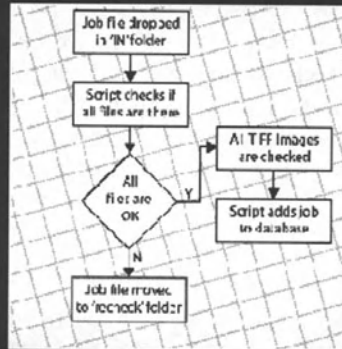 Job file dropped
in 'IN' folder
Script checks if
all files are there
All
files are
OK
Y
All TIFF Images
are checked
Script adds job
to database
N
Job file moved
to 'recheck' folder